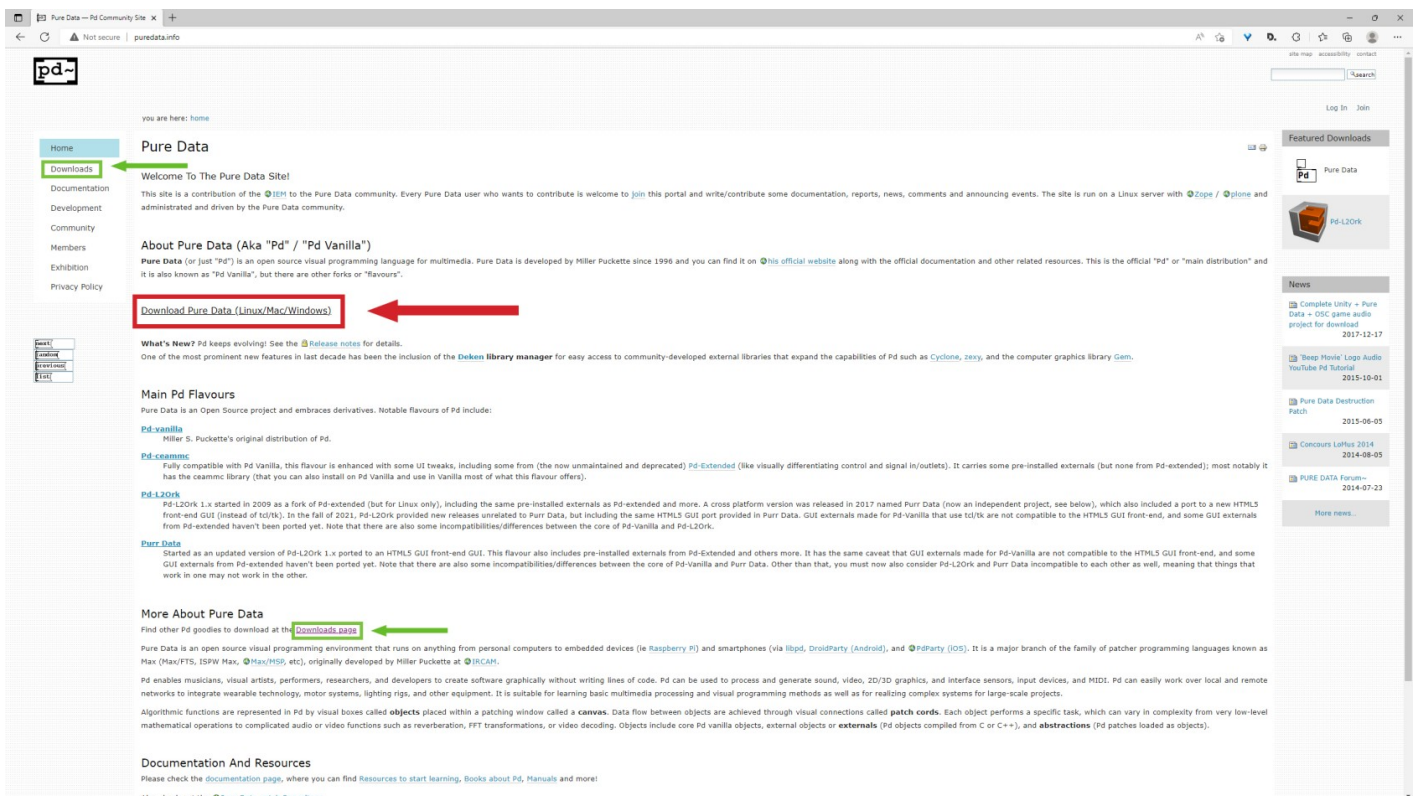 Pure Data — Pd Community Site
Not secure | puredata.info
site map accessibility contact
pd~
search
Log In Join
you are here: home
Home
Downloads
Documentation
Development
Community
Members
Exhibition
Privacy Policy
next(
random(
previous(
list(
Pure Data
Welcome To The Pure Data Site!
This site is a contribution of the IEM to the Pure Data community. Every Pure Data user who wants to contribute is welcome to join this portal and write/contribute some documentation, reports, news, comments and announcing events. The site is run on a Linux server with Zope / plone and
administrated and driven by the Pure Data community.
About Pure Data (Aka "Pd" / "Pd Vanilla")
Pure Data (or just "Pd") is an open source visual programming language for multimedia. Pure Data is developed by Miller Puckette since 1996 and you can find it on his official website along with the official documentation and other related resources. This is the official "Pd" or "main distribution" and
it is also known as "Pd Vanilla", but there are other forks or "flavours".
Download Pure Data (Linux/Mac/Windows)
What's New? Pd keeps evolving! See the Release notes for details.
One of the most prominent new features in last decade has been the inclusion of the Deken library manager for easy access to community-developed external libraries that expand the capabilities of Pd such as Cyclone, zexy, and the computer graphics library Gem.
Main Pd Flavours
Pure Data is an Open Source project and embraces derivatives. Notable flavours of Pd include:
Pd-vanilla
Miller S. Puckette's original distribution of Pd.
Pd-ceammc
Fully compatible with Pd Vanilla, this flavour is enhanced with some UI tweaks, including some from (the now unmaintained and deprecated) Pd-Extended (like visually differentiating control and signal in/outlets). It carries some pre-installed externals (but none from Pd-extended); most notably it
has the ceammc library (that you can also install on Pd Vanilla and use in Vanilla most of what this flavour offers).
Pd-L2Ork
Pd-L2Ork 1.x started in 2009 as a fork of Pd-extended (but for Linux only), including the same pre-installed externals as Pd-extended and more. A cross platform version was released in 2017 named Purr Data (now an independent project, see below), which also included a port to a new HTML5
front-end GUI (instead of tcl/tk). In the fall of 2021, Pd-L2Ork provided new releases unrelated to Purr Data, but including the same HTML5 GUI port provided in Purr Data. GUI externals made for Pd-Vanilla that use tcl/tk are not compatible to the HTML5 GUI front-end, and some GUI externals
from Pd-extended haven't been ported yet. Note that there are also some incompatibilities/differences between the core of Pd-Vanilla and Pd-L2Ork.
Purr Data
Started as an updated version of Pd-L2Ork 1.x ported to an HTML5 GUI front-end GUI. This flavour also includes pre-installed externals from Pd-Extended and others more. It has the same caveat that GUI externals made for Pd-Vanilla are not compatible to the HTML5 GUI front-end, and some
GUI externals from Pd-extended haven't been ported yet. Note that there are also some incompatibilities/differences between the core of Pd-Vanilla and Purr Data. Other than that, you must now also consider Pd-L2Ork and Purr Data incompatible to each other as well, meaning that things that
work in one may not work in the other.
More About Pure Data
Find other Pd goodies to download at the Downloads page
Pure Data is an open source visual programming environment that runs on anything from personal computers to embedded devices (ie Raspberry Pi) and smartphones (via libpd, DroidParty (Android), and PdParty (iOS). It is a major branch of the family of patcher programming languages known as
Max (Max/FTS, ISPW Max, Max/MSP, etc), originally developed by Miller Puckette at IRCAM.
Pd enables musicians, visual artists, performers, researchers, and developers to create software graphically without writing lines of code. Pd can be used to process and generate sound, video, 2D/3D graphics, and interface sensors, input devices, and MIDI. Pd can easily work over local and remote
networks to integrate wearable technology, motor systems, lighting rigs, and other equipment. It is suitable for learning basic multimedia processing and visual programming methods as well as for realizing complex systems for large-scale projects.
Algorithmic functions are represented in Pd by visual boxes called objects placed within a patching window called a canvas. Data flow between objects are achieved through visual connections called patch cords. Each object performs a specific task, which can vary in complexity from very low-level
mathematical operations to complicated audio or video functions such as reverberation, FFT transformations, or video decoding. Objects include core Pd vanilla objects, external objects or externals (Pd objects compiled from C or C++), and abstractions (Pd patches loaded as objects).
Documentation And Resources
Please check the documentation page, where you can find Resources to start learning, Books about Pd, Manuals and more!
Featured Downloads
Pd
Pure Data
Pd-L2Ork
News
Complete Unity + Pure
Data + OSC game audio
project for download
2017-12-17
'Beep Movie' Logo Audio
YouTube Pd Tutorial
2015-10-01
Pure Data Destruction
Patch
2015-06-05
Concours LoMus 2014
2014-08-05
PURE DATA Forum~
2014-07-23
More news...